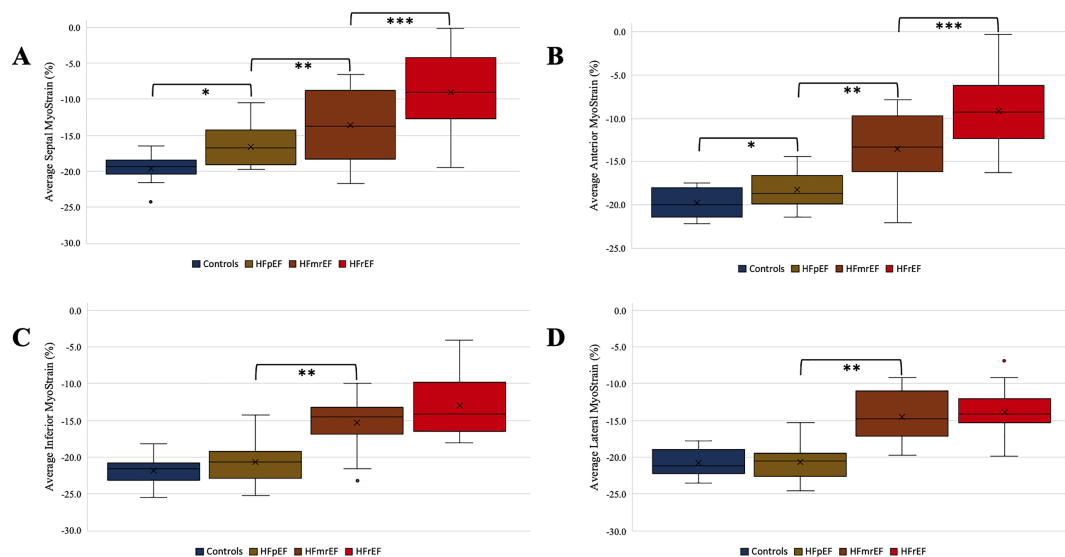 A
Average Septal MyoStrain (%)
0.0
-5.0
-10.0
-15.0
-20.0
-25.0
-30.0
*
**
***
Controls HFpEF HFmrEF HFrEF
B
Average Anterior MyoStrain (%)
0.0
-5.0
-10.0
-15.0
-20.0
-25.0
*
**
***
Controls HFpEF HFmrEF HFrEF
C
Average Inferior MyoStrain (%)
0.0
-5.0
-10.0
-15.0
-20.0
-25.0
-30.0
**
Controls HFpEF HFmrEF HFrEF
D
Average Lateral MyoStrain (%)
0.0
-5.0
-10.0
-15.0
-20.0
-25.0
-30.0
**
Controls HFpEF HFmrEF HFrEF